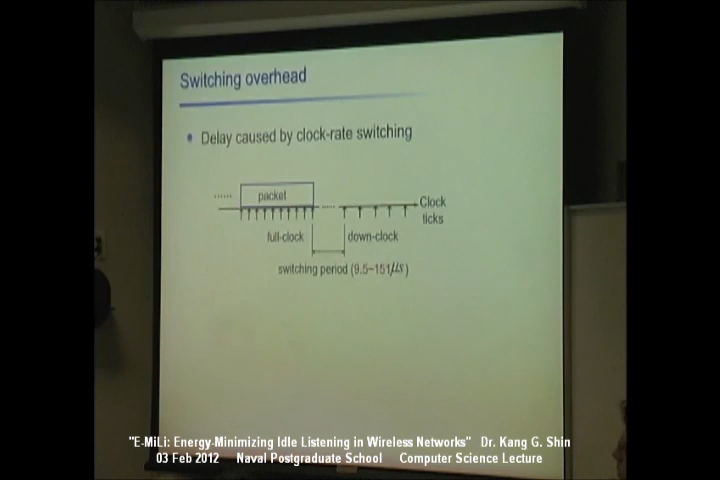 Switching overhead
Delay caused by clock-rate switching
packet
Clock
ticks
full-clock down-clock
switching period (9.5~151μs)
"E-MiLi: Energy-Minimizing Idle Listening in Wireless Networks" Dr. Kang G. Shin
03 Feb 2012 Naval Postgraduate School Computer Science Lecture